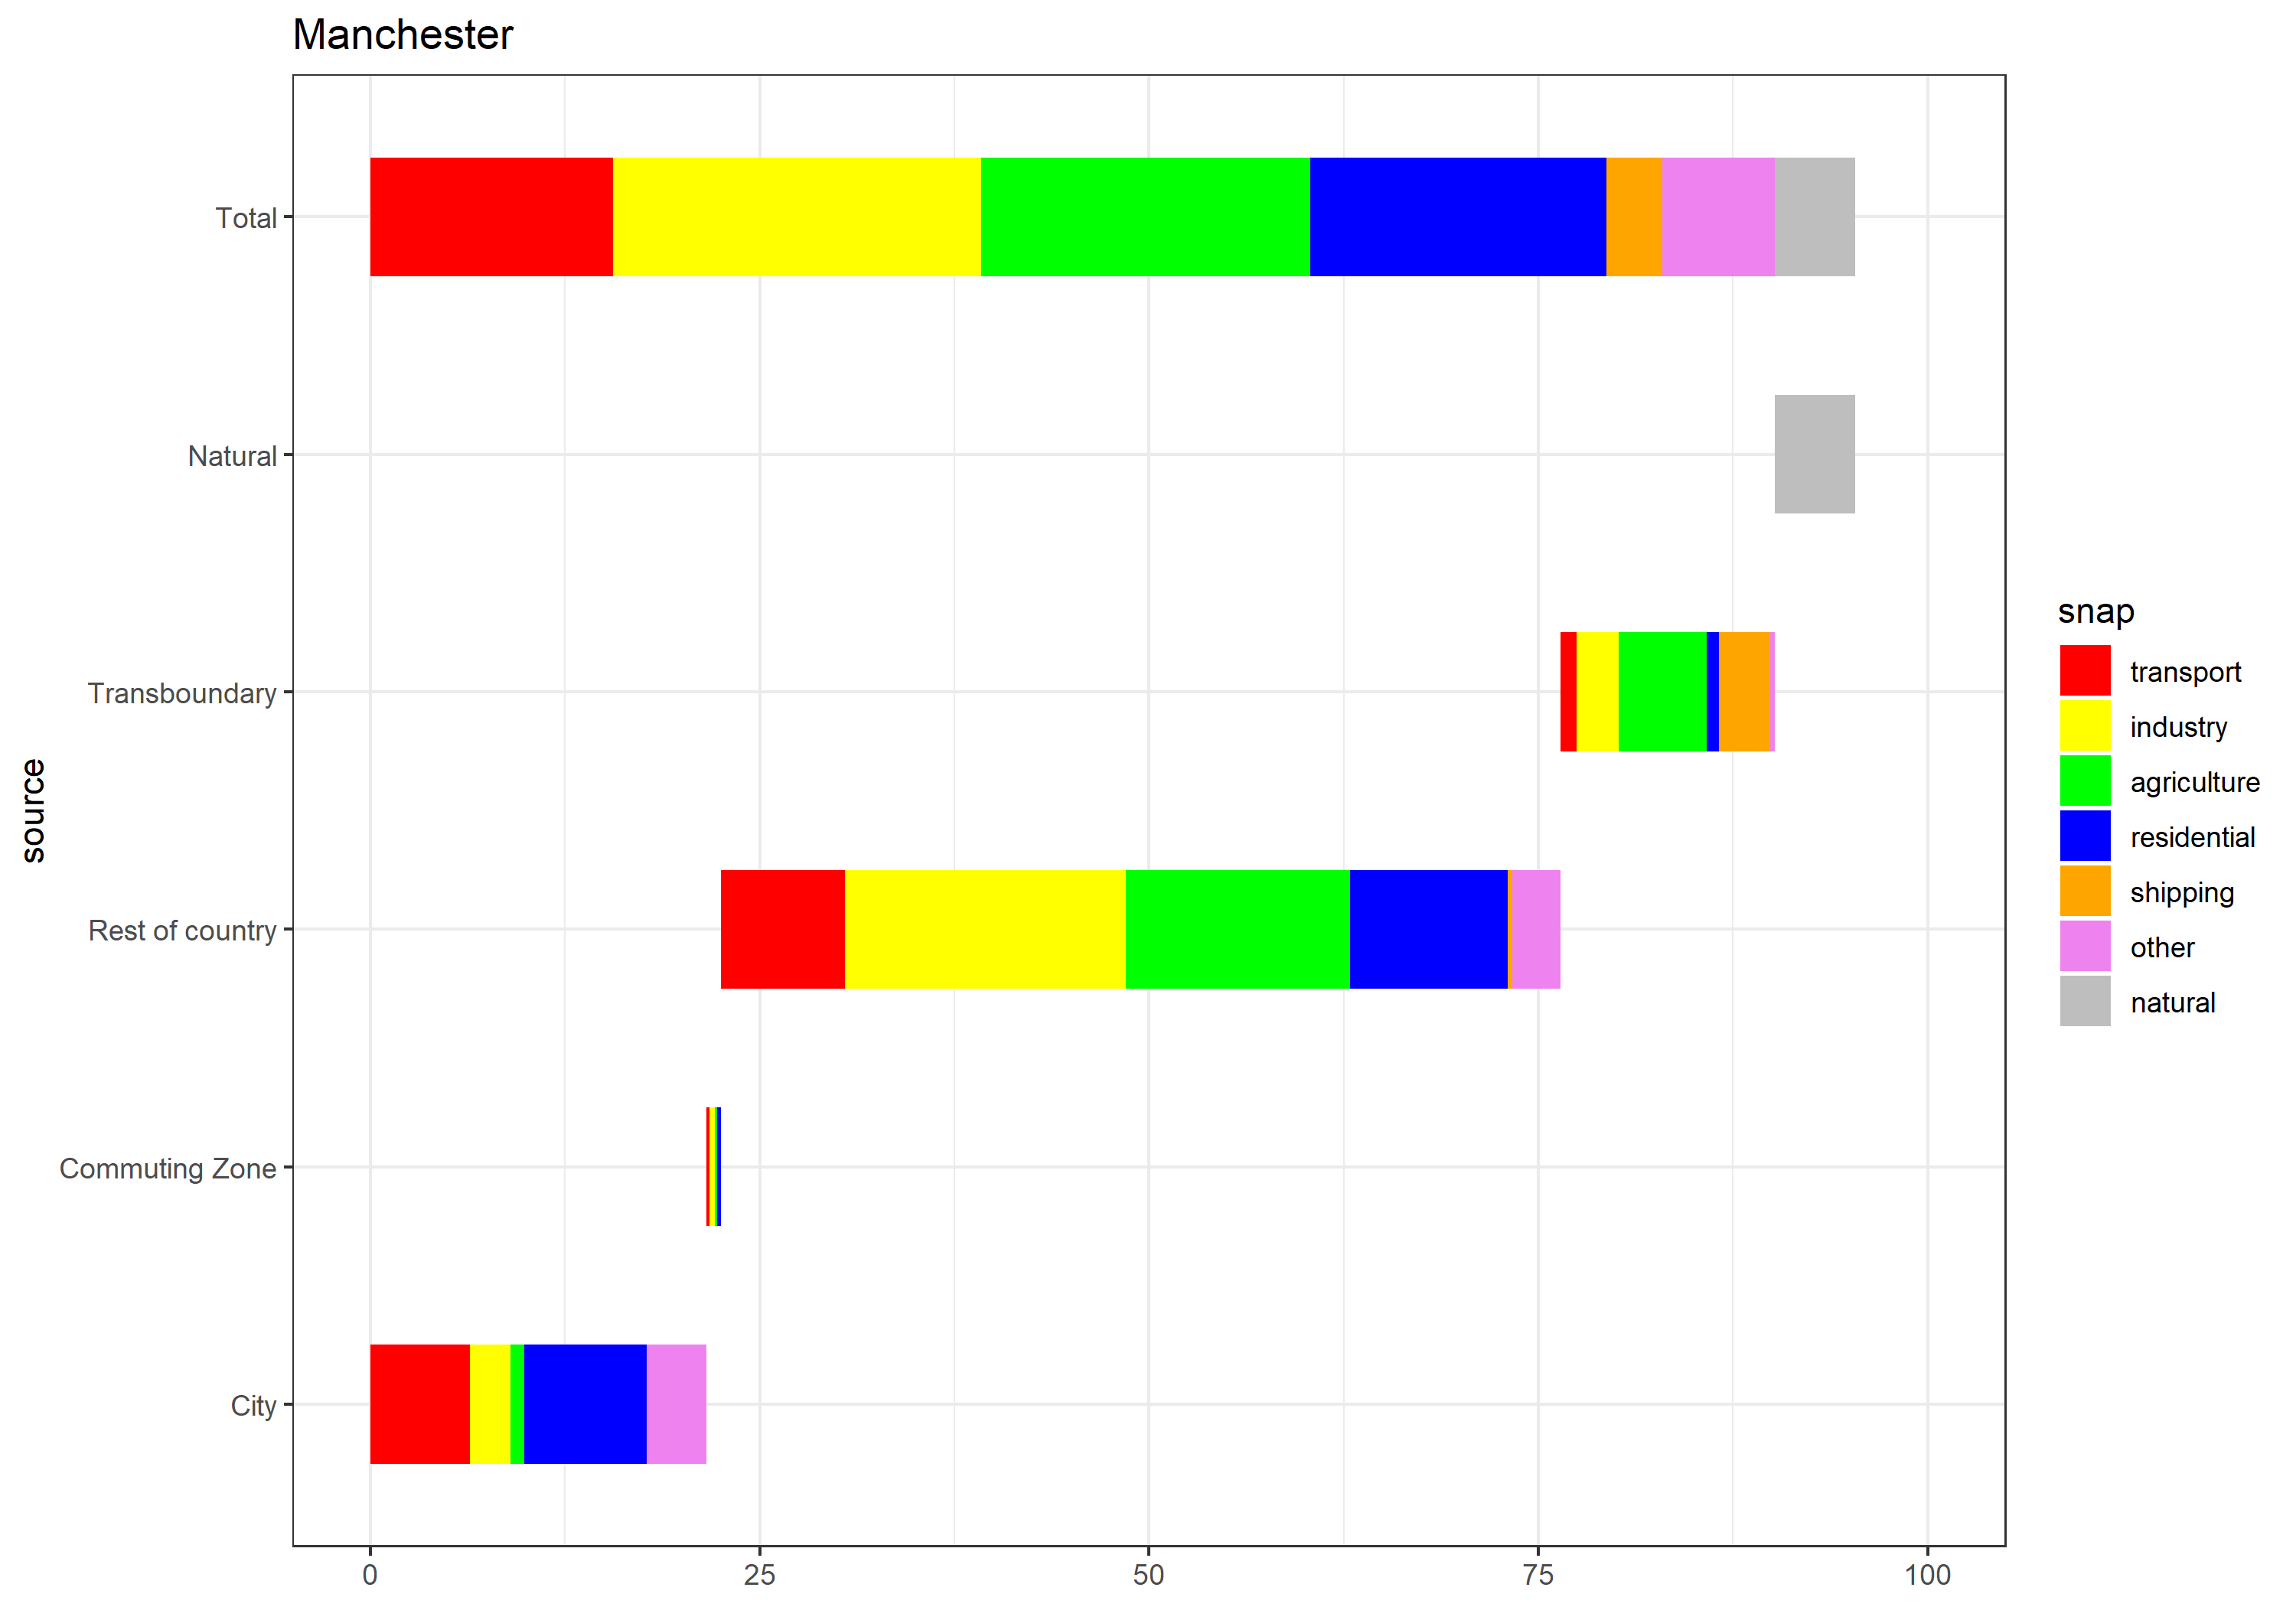 Manchester
Total
Natural
Transboundary
Rest of country
Commuting Zone
City
source
0 25 50 75 100
snap
transport
industry
agriculture
residential
shipping
other
natural